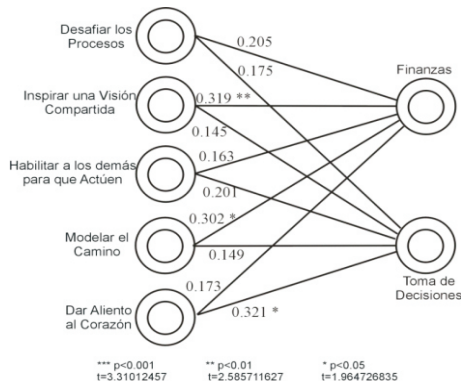 Desafiar los
Procesos
0.205
0.175
Finanzas
Inspirar una Visión
Compartida
0.319 **
0.145
Habilitar a los demás
para que Actúen
0.163
0.201
Modelar el
Camino
0.302 *
0.149
Toma de
Decisiones
Dar Aliento
al Corazón
0.173
0.321 *
*** p<0.001
t=3.31012457
** p<0.01
t=2.585711627
* p<0.05
t=1.964726835